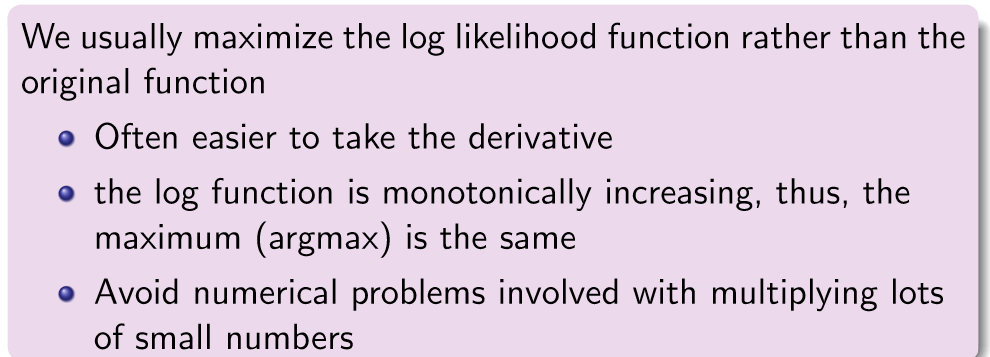 We usually maximize the log likelihood function rather than the
original function
Often easier to take the derivative
the log function is monotonically increasing, thus, the
maximum (argmax) is the same
Avoid numerical problems involved with multiplying lots
of small numbers